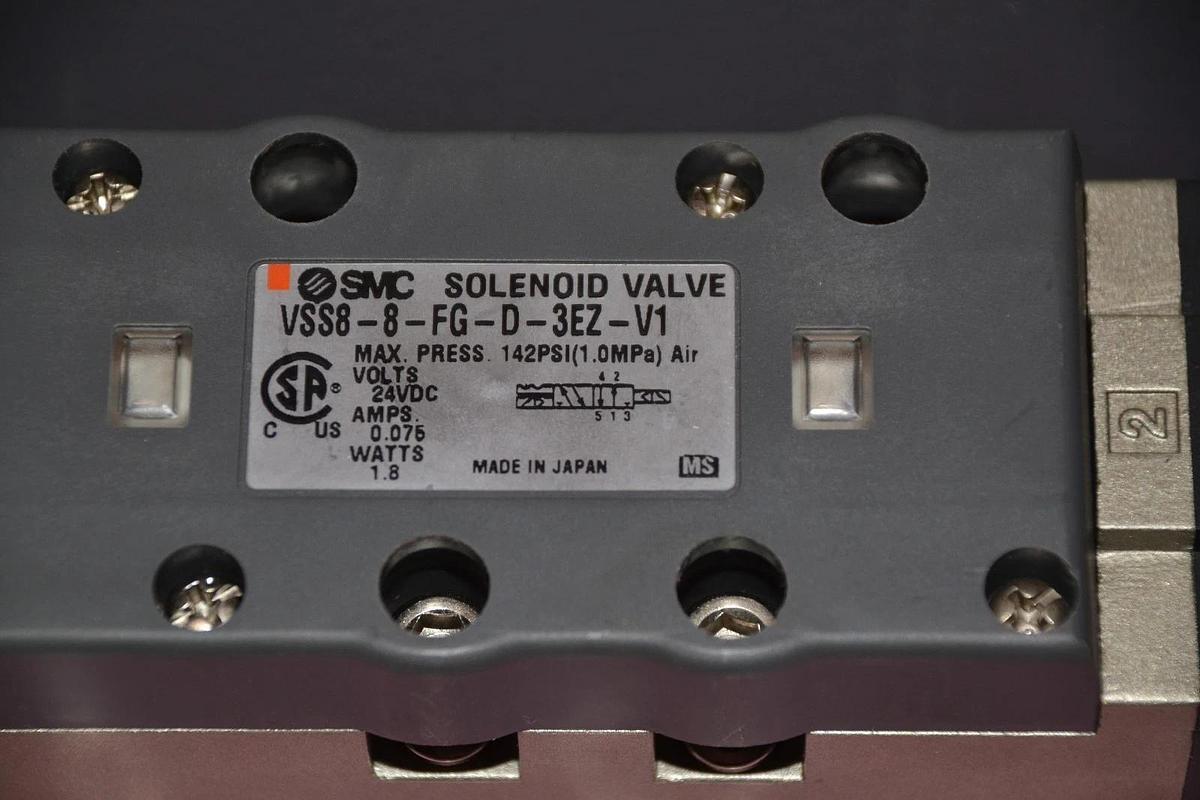 SMC SOLENOID VALVE
VSS8-8-FG-D-3EZ-V1
MAX. PRESS. 142PSI(1.0MPa) Air
VOLTS
24VDC
4 2
SA ®
AMPS.
5 1 3
C US
0.075
WATTS
1.8
MADE IN JAPAN
MS
2